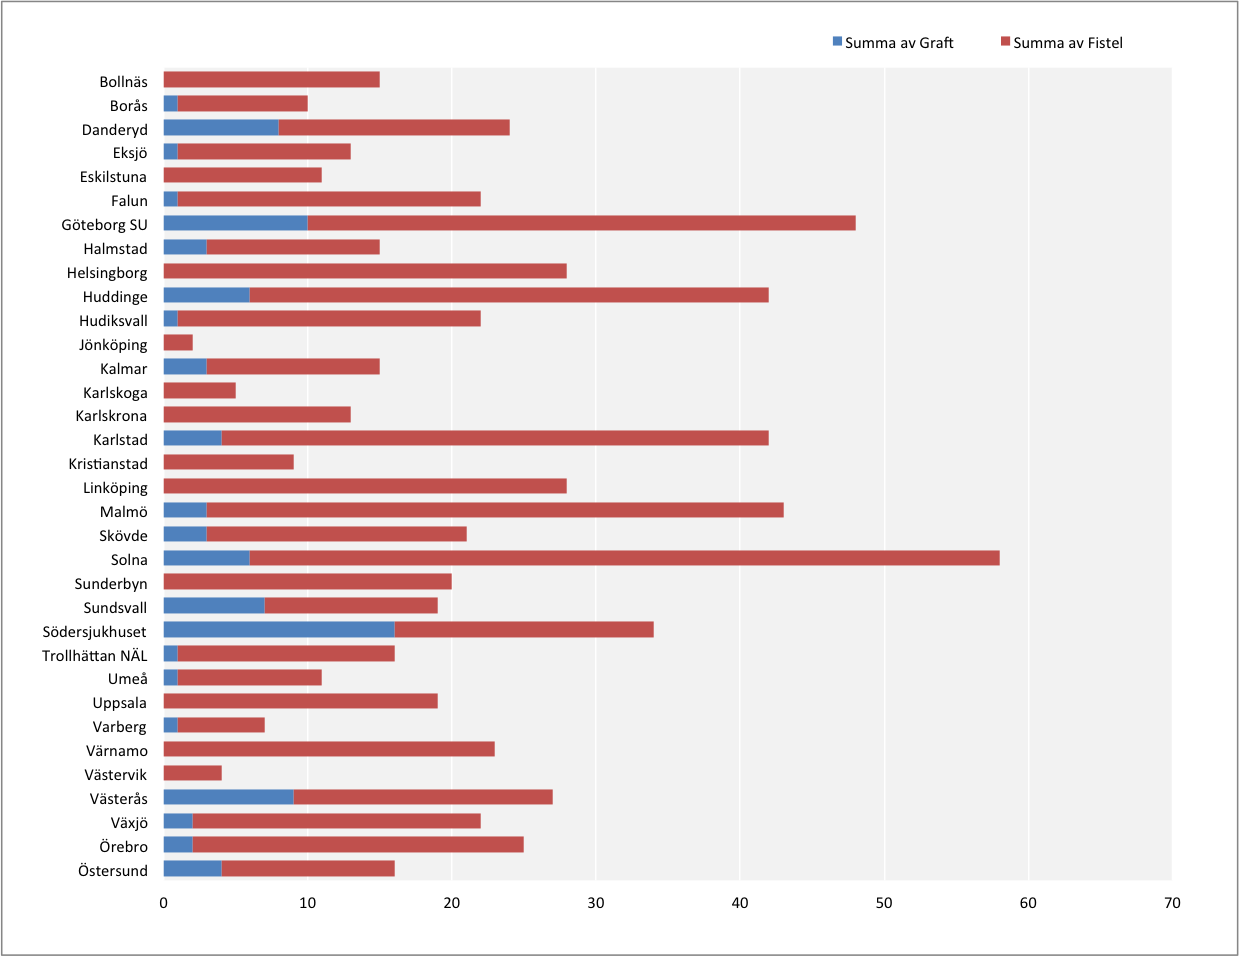 Summa av Graft Summa av Fistel
Bollnäs
Borås
Danderyd
Eksjö
Eskilstuna
Falun
Göteborg SU
Halmstad
Helsingborg
Huddinge
Hudiksvall
Jönköping
Kalmar
Karlskoga
Karlskrona
Karlstad
Kristianstad
Linköping
Malmö
Skövde
Solna
Sunderbyn
Sundsvall
Södersjukhuset
Trollhättan NÄL
Umeå
Uppsala
Varberg
Värnamo
Västervik
Västerås
Växjö
Örebro
Östersund
0 10 20 30 40 50 60 70